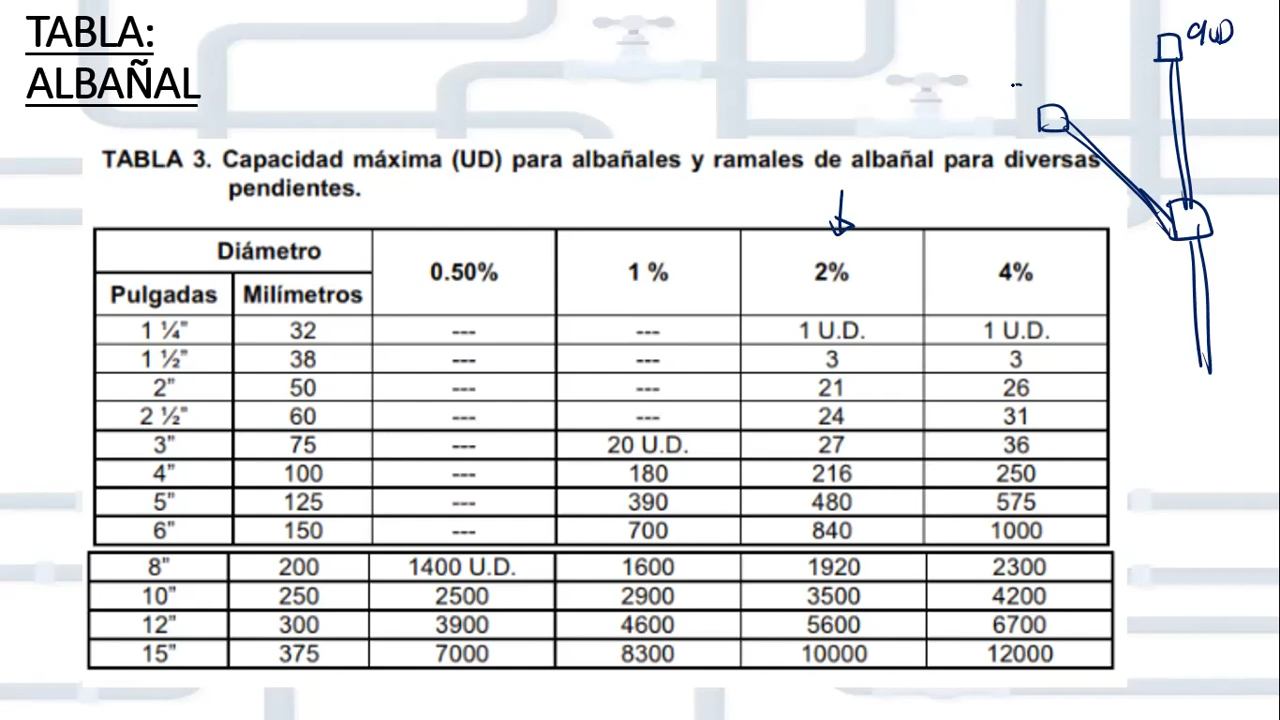 TABLA:
ALBAÑAL
TABLA 3. Capacidad máxima (UD) para albañales y ramales de albañal para diversas
pendientes.
Diámetro 0.50% 1 % 2% 4%
Pulgadas Milímetros
1 ¼" 32 --- --- 1 U.D. 1 U.D.
1 ½" 38 --- --- 3 3
2" 50 --- --- 21 26
2 ½" 60 --- --- 24 31
3" 75 --- 20 U.D. 27 36
4" 100 --- 180 216 250
5" 125 --- 390 480 575
6" 150 --- 700 840 1000
8" 200 1400 U.D. 1600 1920 2300
10" 250 2500 2900 3500 4200
12" 300 3900 4600 5600 6700
15" 375 7000 8300 10000 12000